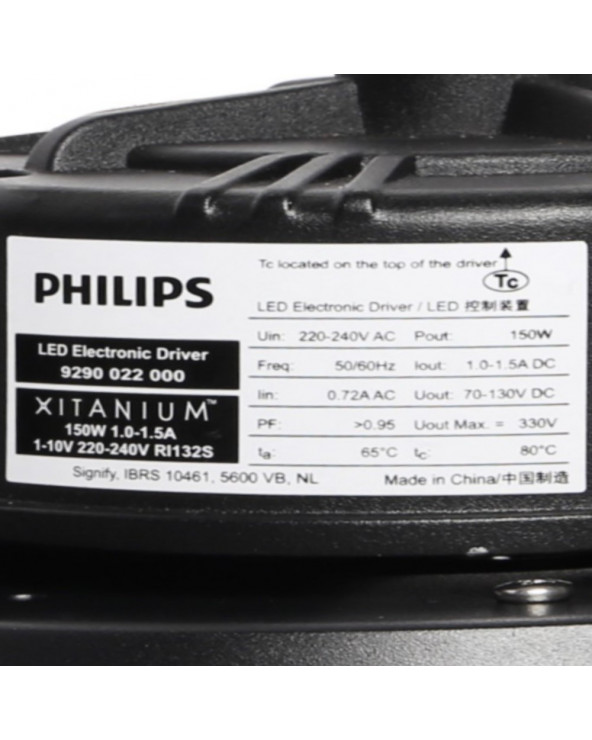 PHILIPS
LED Electronic Driver
9290 022 000
XITANIUM™
150W 1.0-1.5A
1-10V 220-240V RI132S
Signify, IBRS 10461, 5600 VB, NL
Tc located on the top of the driver
Tc
LED Electronic Driver / LED 控制装置
Uin: 220-240V AC Pout: 150W
Freq: 50/60Hz Iout: 1.0-1.5A DC
Iin: 0.72A AC Uout: 70-130V DC
PF: >0.95 Uout Max. = 330V
ta: 65°C tc: 80°C
Made in China/中国制造